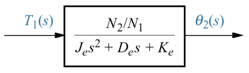 T₁(s) N₂/N₁ / Jₑs² + Dₑs + Kₑ θ₂(s)